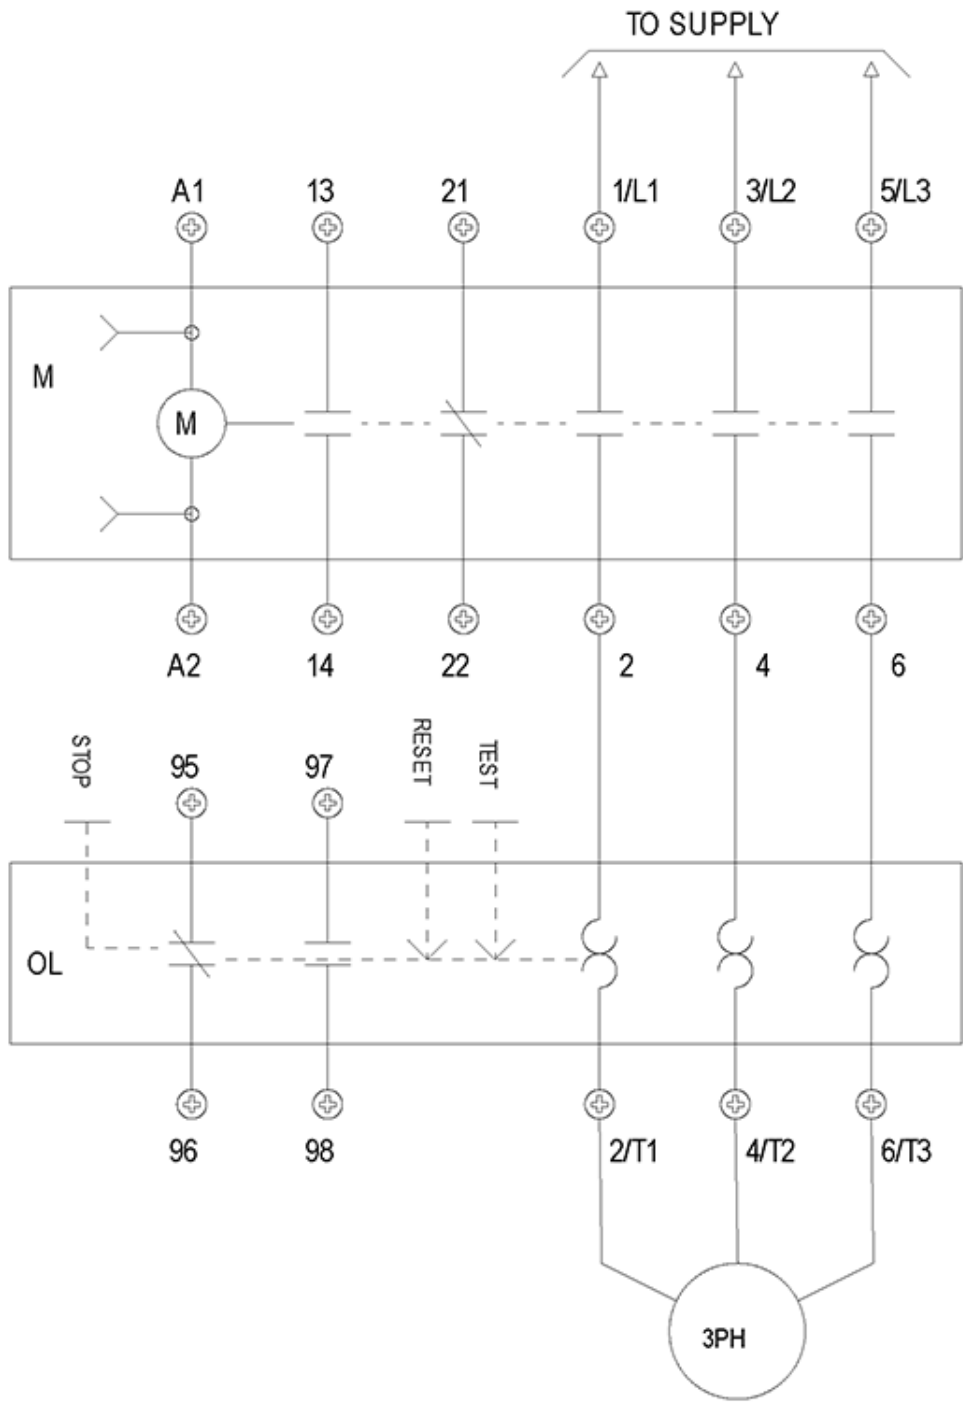 TO SUPPLY
A1 13 21 1/L1 3/L2 5/L3
M
M
A2 14 22 2 4 6
STOP 95 97 RESET TEST
OL
96 98 2/T1 4/T2 6/T3
3PH